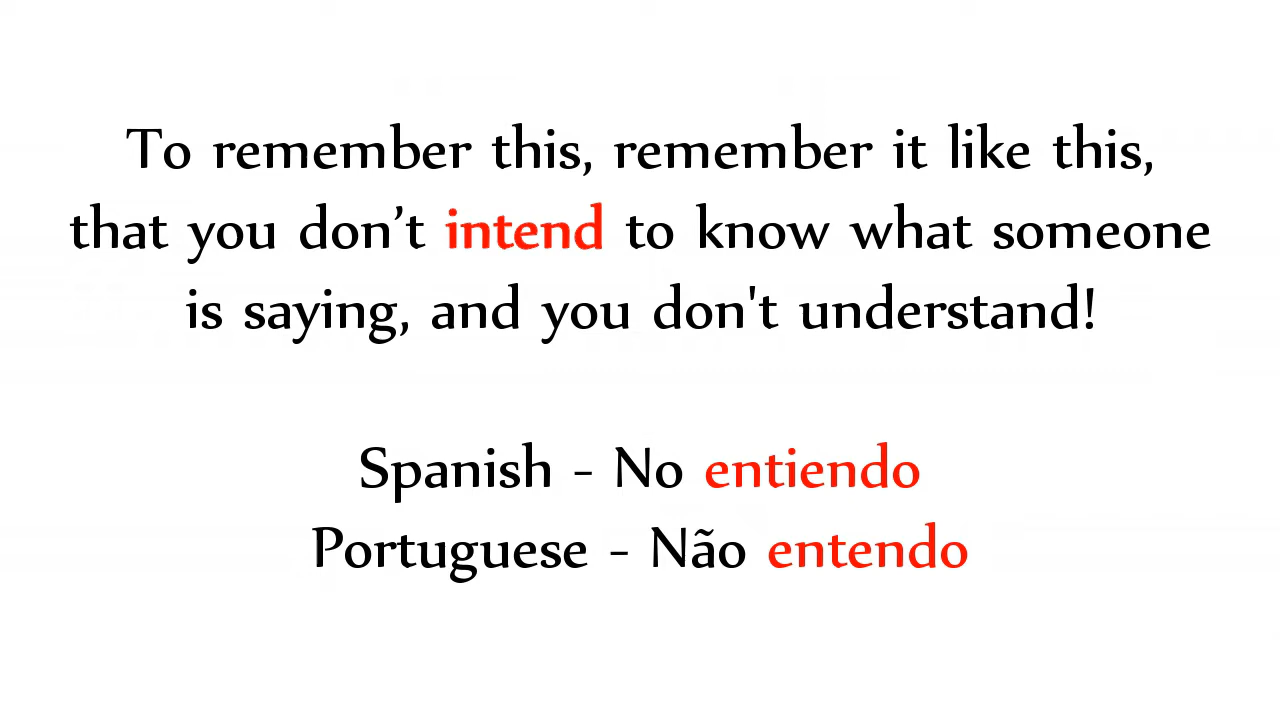 To remember this, remember it like this,
that you don’t intend to know what someone
is saying, and you don't understand!
Spanish - No entiendo
Portuguese - Não entendo